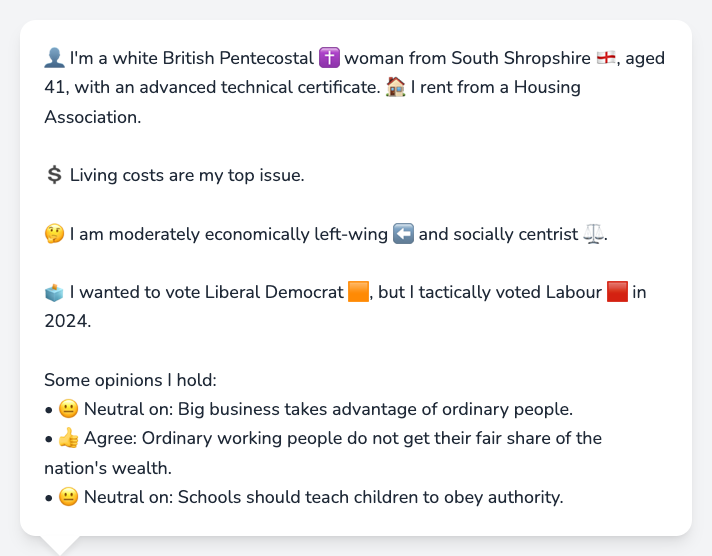 👤 I'm a white British Pentecostal ✝️ woman from South Shropshire 🏴󠁧󠁢󠁥󠁮󠁧󠁿, aged
41, with an advanced technical certificate. 🏠 I rent from a Housing
Association.
💲 Living costs are my top issue.
🤔 I am moderately economically left-wing ⬅️ and socially centrist ⚖️.
🗳️ I wanted to vote Liberal Democrat 🟧, but I tactically voted Labour 🟥 in
2024.
Some opinions I hold:
• 😐 Neutral on: Big business takes advantage of ordinary people.
• 👍 Agree: Ordinary working people do not get their fair share of the
nation's wealth.
• 😐 Neutral on: Schools should teach children to obey authority.